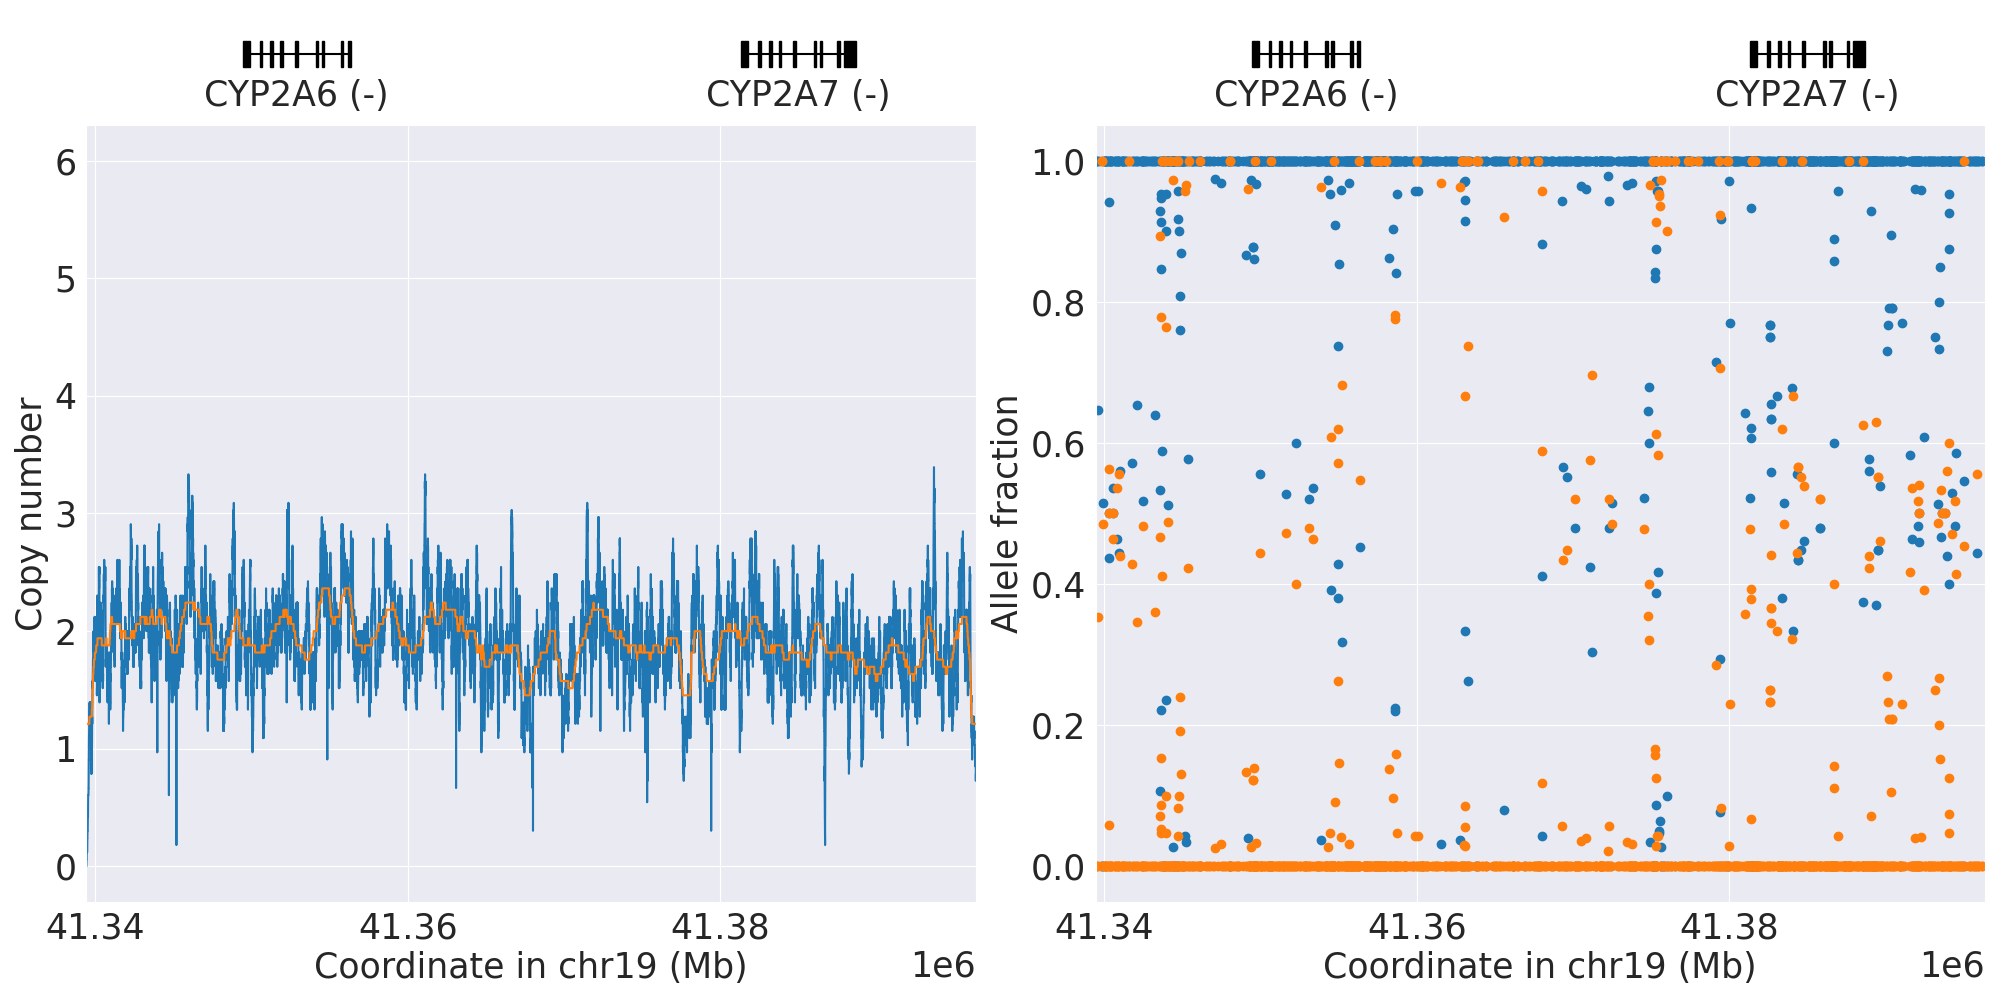 CYP2A6 (-)
CYP2A7 (-)
CYP2A6 (-)
CYP2A7 (-)
Copy number
6
5
4
3
2
1
0
41.34
41.36
41.38
Coordinate in chr19 (Mb)
1e6
Allele fraction
1.0
0.8
0.6
0.4
0.2
0.0
41.34
41.36
41.38
Coordinate in chr19 (Mb)
1e6